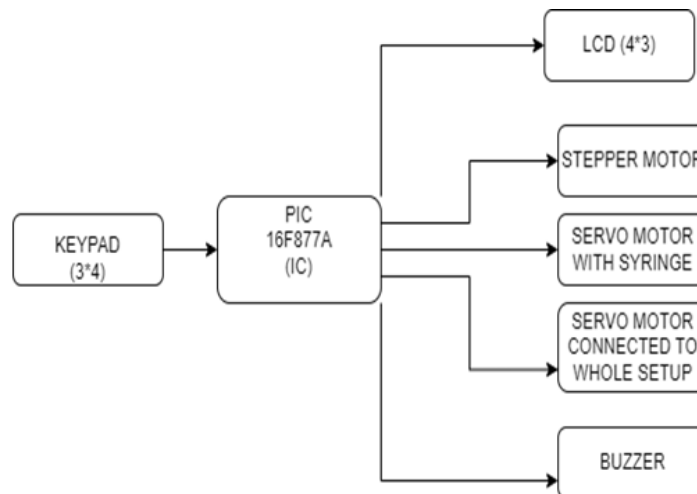 LCD (4*3)
STEPPER MOTOR
PIC
16F877A
(IC)
KEYPAD
(3*4)
SERVO MOTOR
WITH SYRINGE
SERVO MOTOR
CONNECTED TO
WHOLE SETUP
BUZZER